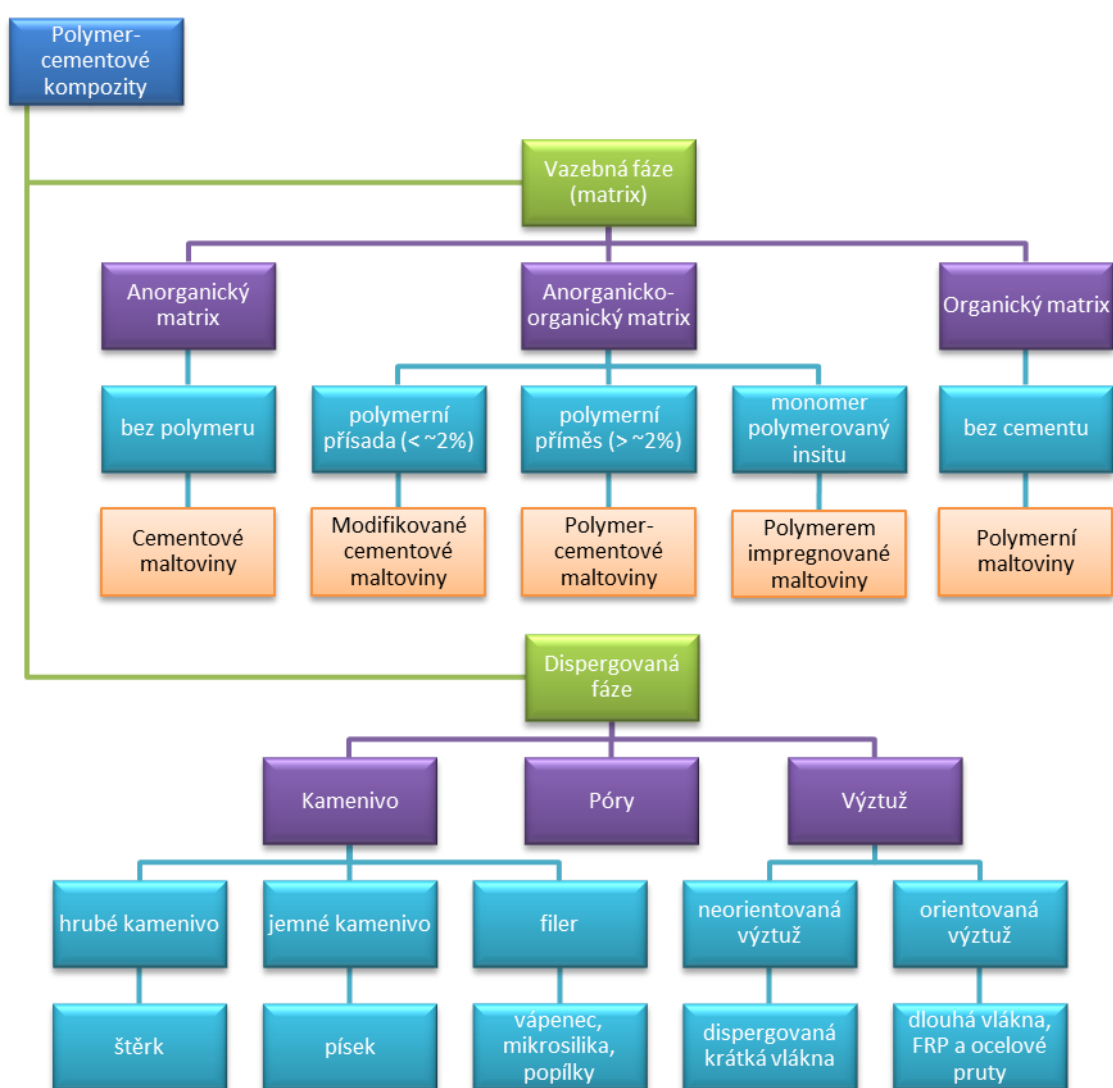 Polymer-
cementové
kompozity
Vazebná fáze
(matrix)
Anorganický
matrix
Anorganicko-
organický matrix
Organický matrix
bez polymeru
polymerní
přísada (< ~2%)
polymerní
příměs (> ~2%)
monomer
polymerovaný
insitu
bez cementu
Cementové
maltoviny
Modifikované
cementové
maltoviny
Polymer-
cementové
maltoviny
Polymerem
impregnované
maltoviny
Polymerní
maltoviny
Dispergovaná
fáze
Kamenivo
Póry
Výztuž
hrubé kamenivo
jemné kamenivo
filer
neorientovaná
výztuž
orientovaná
výztuž
štěrk
písek
vápenec,
mikrosilika,
popílky
dispergovaná
krátká vlákna
dlouhá vlákna,
FRP a ocelové
pruty